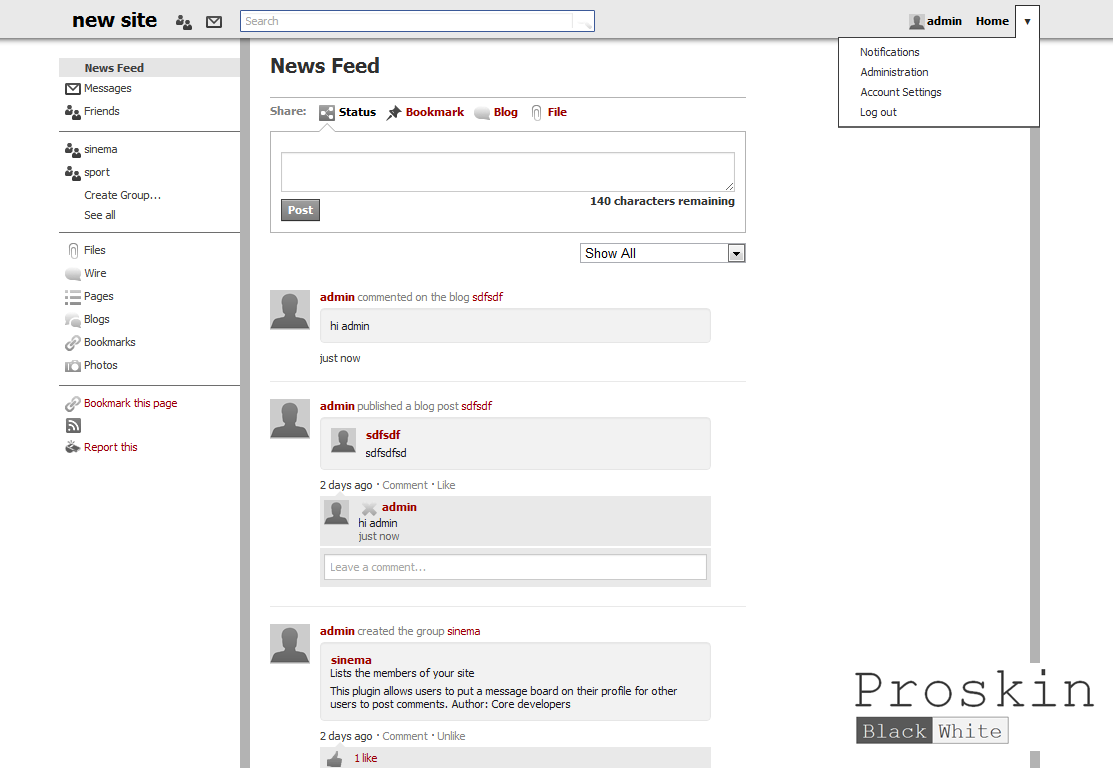 new site
Search
admin Home ▼
Notifications
Administration
Account Settings
Log out
News Feed
Messages
Friends
sinema
sport
Create Group...
See all
Files
Wire
Pages
Blogs
Bookmarks
Photos
Bookmark this page
Report this
News Feed
Share: Status Bookmark Blog File
140 characters remaining
Post
Show All
admin commented on the blog sdfsdf
hi admin
just now
admin published a blog post sdfsdf
sdfsdf
sdfsdfsd
2 days ago · Comment · Like
admin
hi admin
just now
Leave a comment...
admin created the group sinema
sinema
Lists the members of your site
This plugin allows users to put a message board on their profile for other
users to post comments. Author: Core developers
2 days ago · Comment · Unlike
1 like
Proskin
Black White